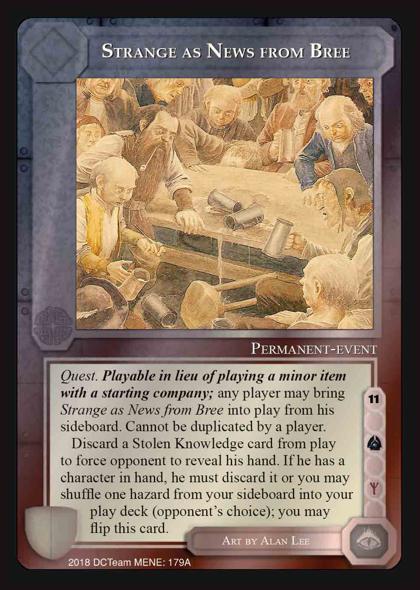 STRANGE AS NEWS FROM BREE
PERMANENT-EVENT
Quest. Playable in lieu of playing a minor item
with a starting company; any player may bring
Strange as News from Bree into play from his
sideboard. Cannot be duplicated by a player.
Discard a Stolen Knowledge card from play
to force opponent to reveal his hand. If he has a
character in hand, he must discard it or you may
shuffle one hazard from your sideboard into your
play deck (opponent's choice); you may
flip this card.
11
ART BY ALAN LEE
2018 DCTeam MENE: 179A